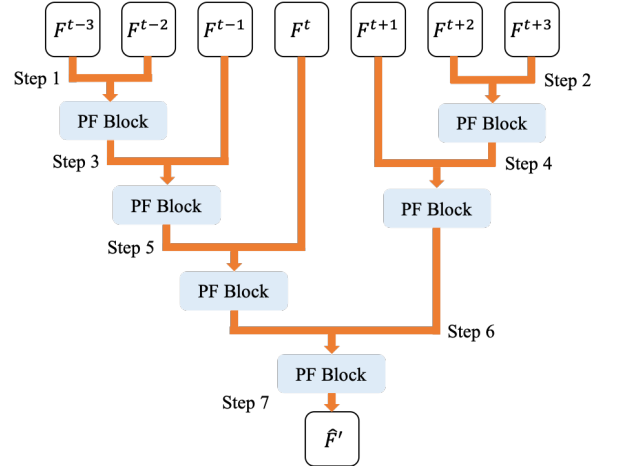 F^{t−3} F^{t−2} F^{t−1} F^t F^{t+1} F^{t+2} F^{t+3}
Step 1
Step 2
PF Block
PF Block
Step 3
Step 4
PF Block
PF Block
Step 5
PF Block
Step 6
PF Block
Step 7
F̂′